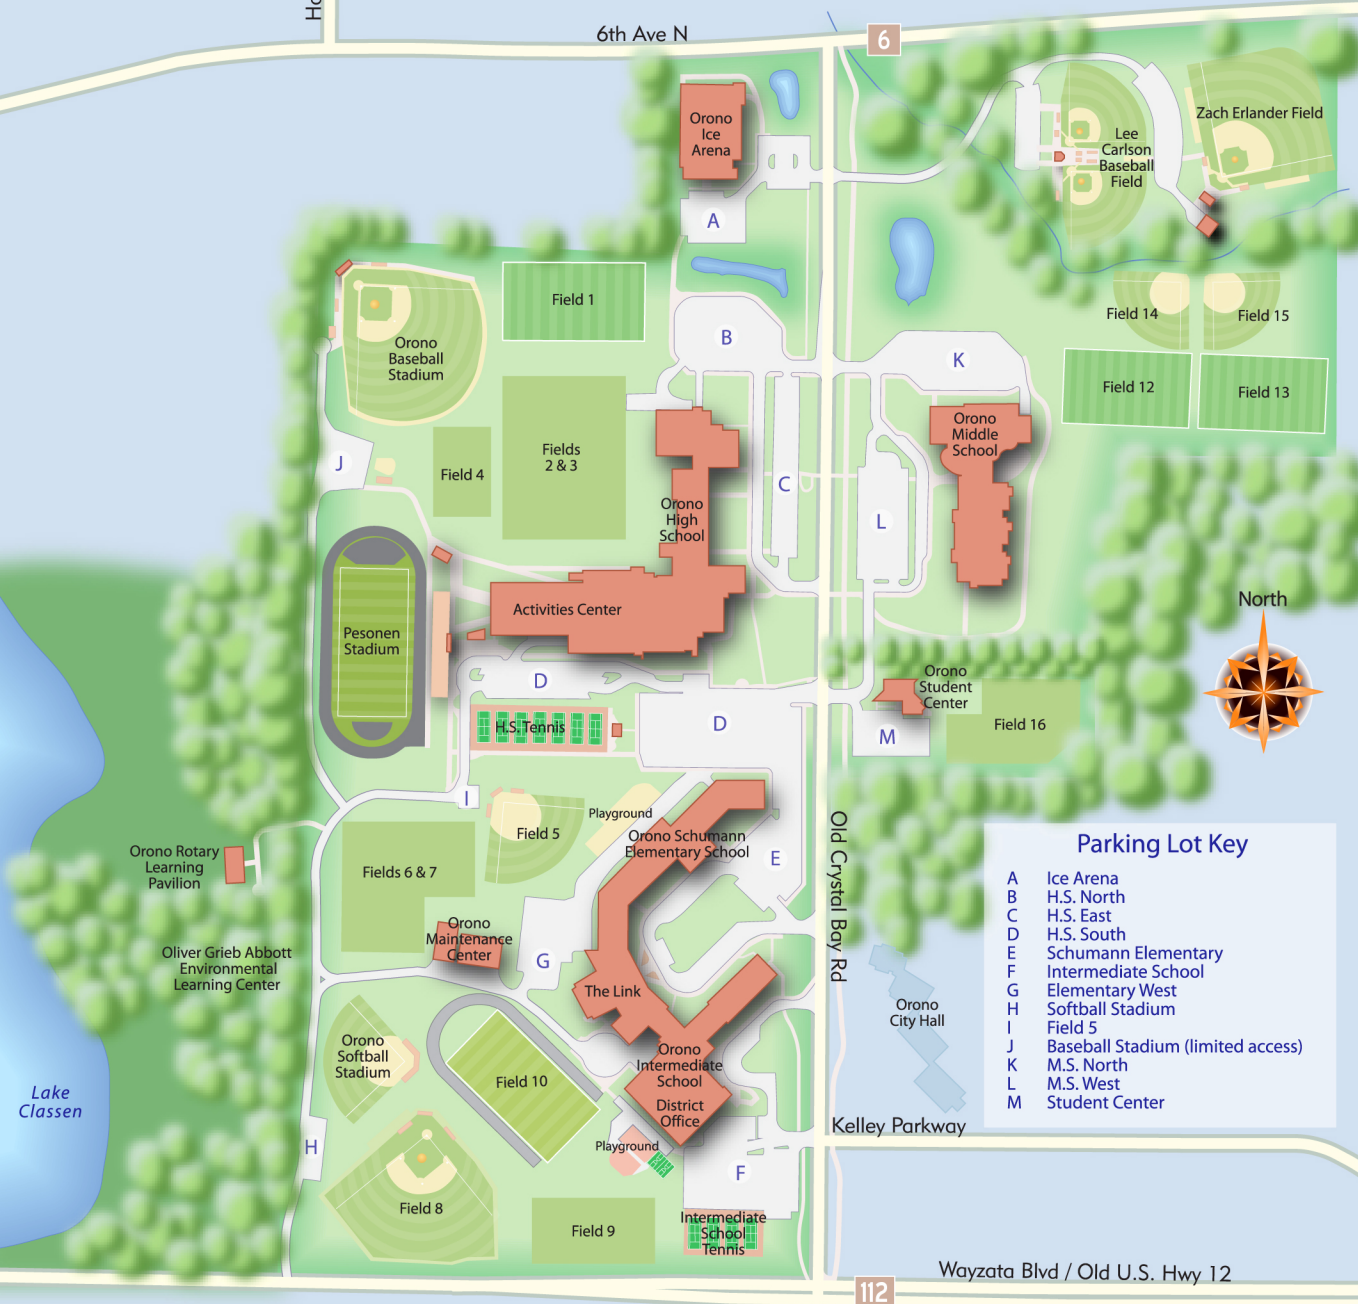 Ho
6th Ave N
6
Orono
Ice
Arena
A
Lee
Carlson
Baseball
Field
Zach Erlander Field
Field 1
Orono
Baseball
Stadium
B
K
Field 14
Field 15
Field 12
Field 13
Orono
Middle
School
Fields
2 & 3
Field 4
J
C
L
Orono
High
School
Activities Center
Pesonen
Stadium
North
D
H.S. Tennis
D
Orono
Student
Center
M
Field 16
I
Field 5
Playground
Orono Schumann
Elementary School
E
Old Crystal Bay Rd
Fields 6 & 7
Orono Rotary
Learning
Pavilion
Orono
Maintenance
Center
G
Oliver Grieb Abbott
Environmental
Learning Center
The Link
Orono
City Hall
Orono
Softball
Stadium
Field 10
Orono
Intermediate
School
District
Office
Lake
Classen
H
Playground
F
Field 8
Field 9
Intermediate
School
Tennis
Kelley Parkway
Wayzata Blvd / Old U.S. Hwy 12
112
Parking Lot Key
A Ice Arena
B H.S. North
C H.S. East
D H.S. South
E Schumann Elementary
F Intermediate School
G Elementary West
H Softball Stadium
I Field 5
J Baseball Stadium (limited access)
K M.S. North
L M.S. West
M Student Center